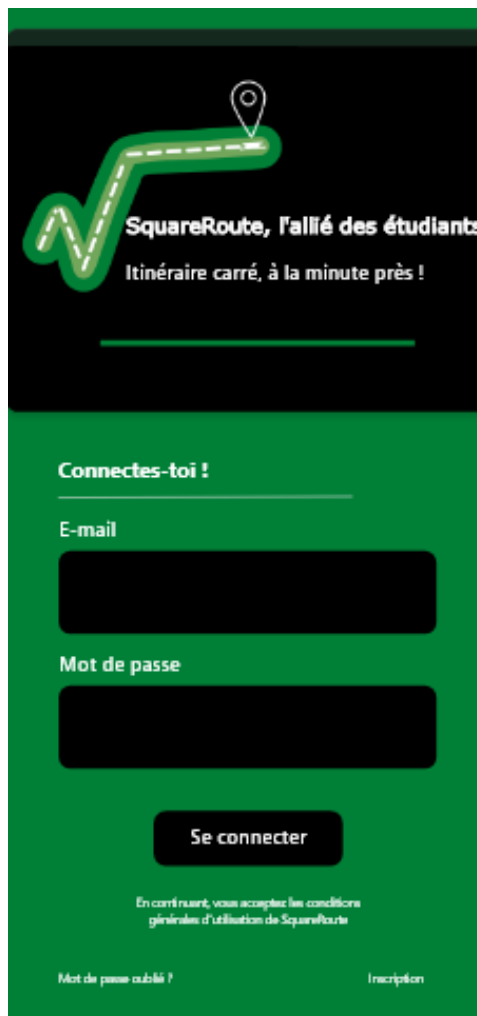 SquareRoute, l'allié des étudiants
Itinéraire carré, à la minute près !
Connectes-toi !
E-mail
Mot de passe
Se connecter
En continuant, vous acceptez les conditions
générales d'utilisation de SquareRoute
Mot de passe oublié ?
Inscription